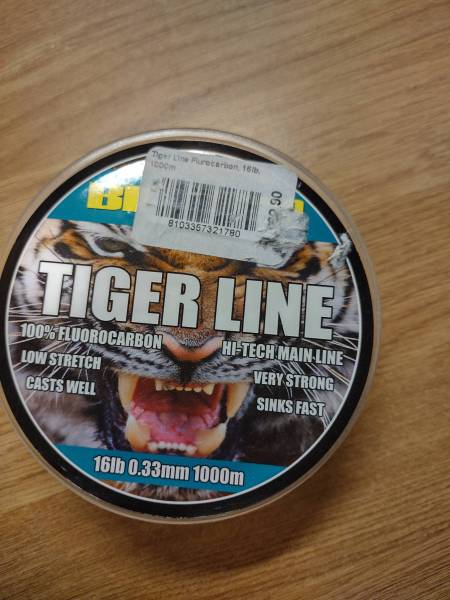 Tiger Line Flurocarbon, 16lb,
1000m
8103357321780
TIGER LINE
100% FLUOROCARBON
HI-TECH MAIN LINE
LOW STRETCH
VERY STRONG
CASTS WELL
SINKS FAST
16lb 0.33mm 1000m